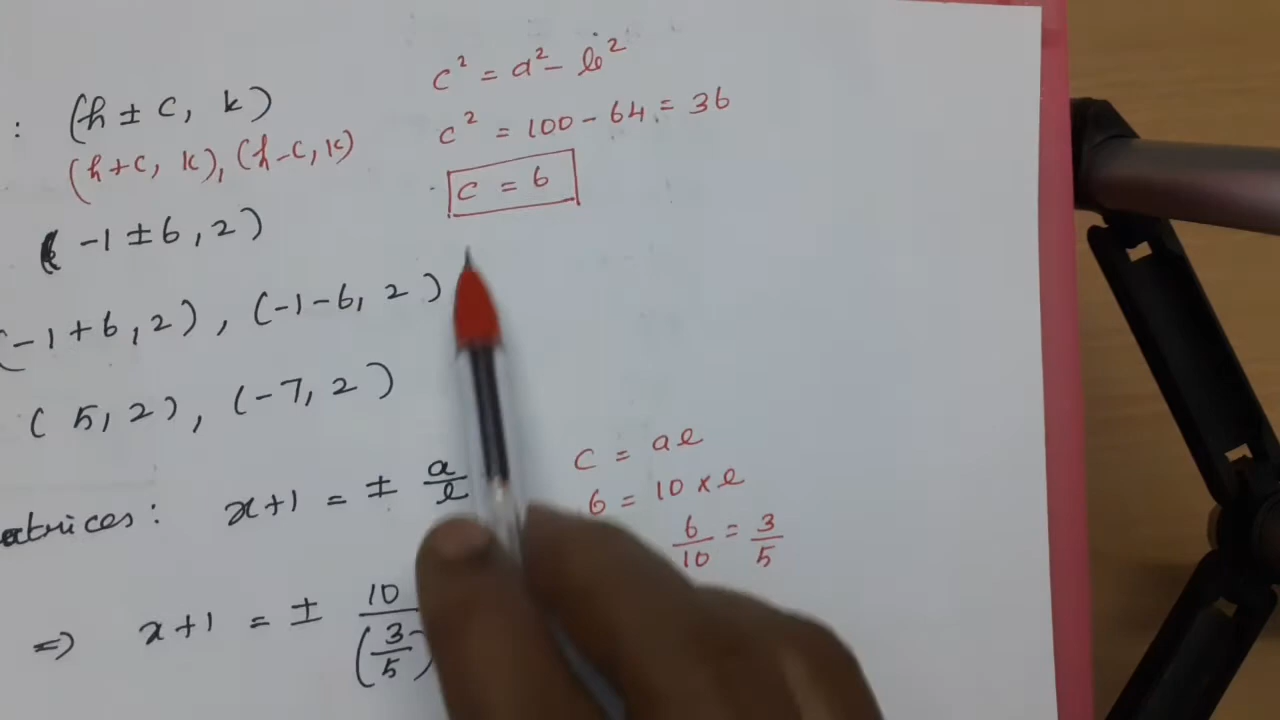 : (h ± c, k)
(h+c, k), (h-c, k)
(-1 ± 6, 2)
(-1+6, 2), (-1-6, 2)
(5, 2), (-7, 2)
ectrices: x+1 = ± a/e
=> x+1 = ± 10/(3/5)
c² = a² - b²
c² = 100 - 64 = 36
c = 6
c = ae
6 = 10 × e
6/10 = 3/5